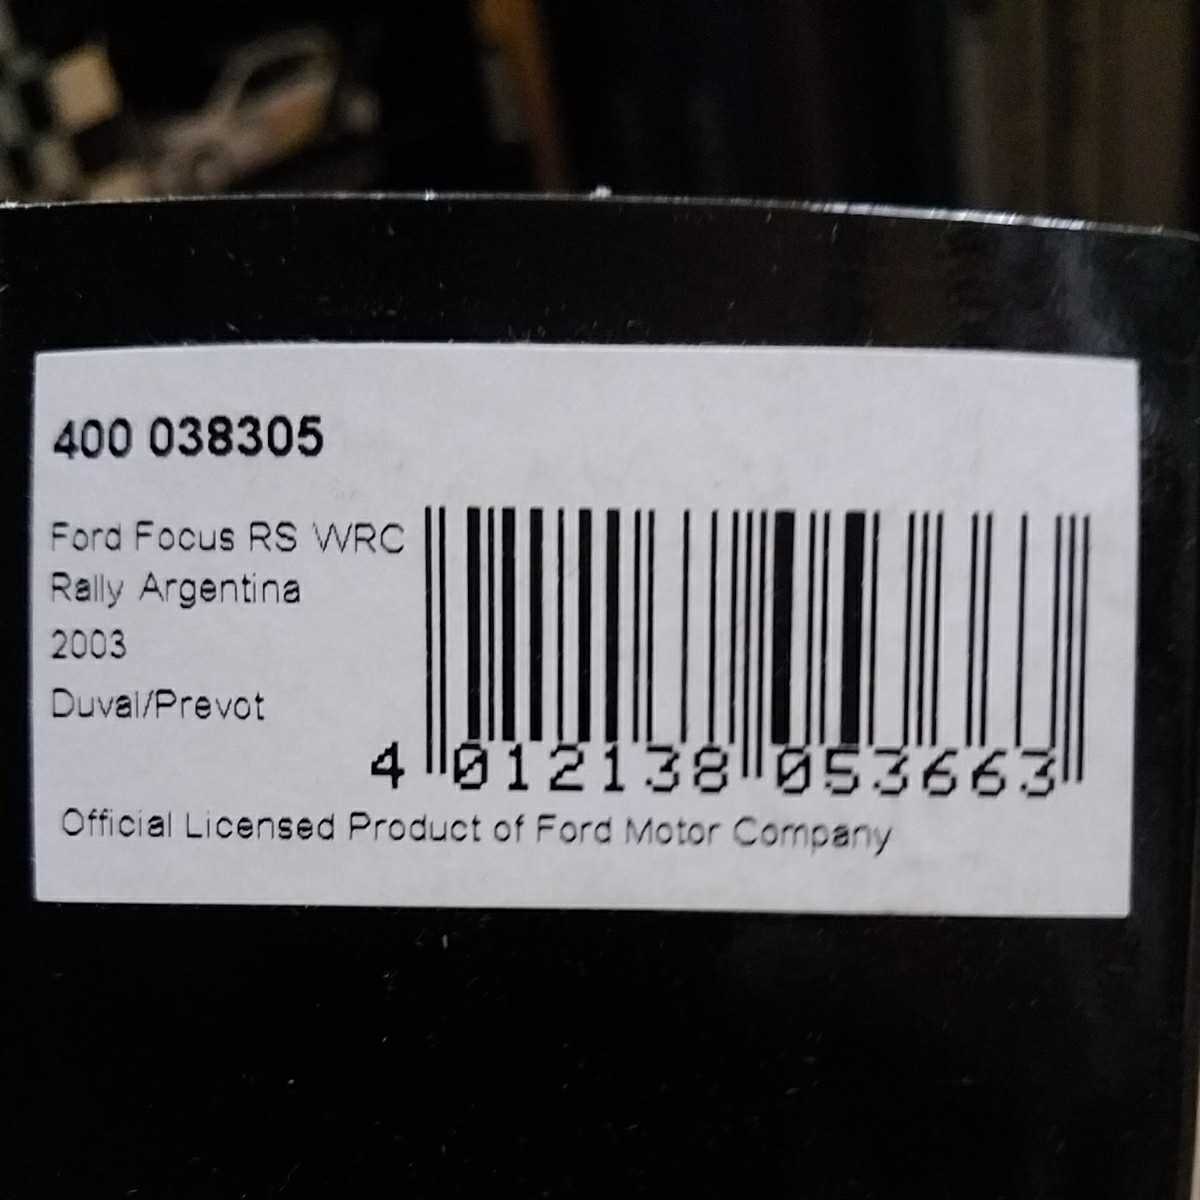 400 038305
Ford Focus RS WRC
Rally Argentina
2003
Duval/Prevot
4 012138 053663
Official Licensed Product of Ford Motor Company